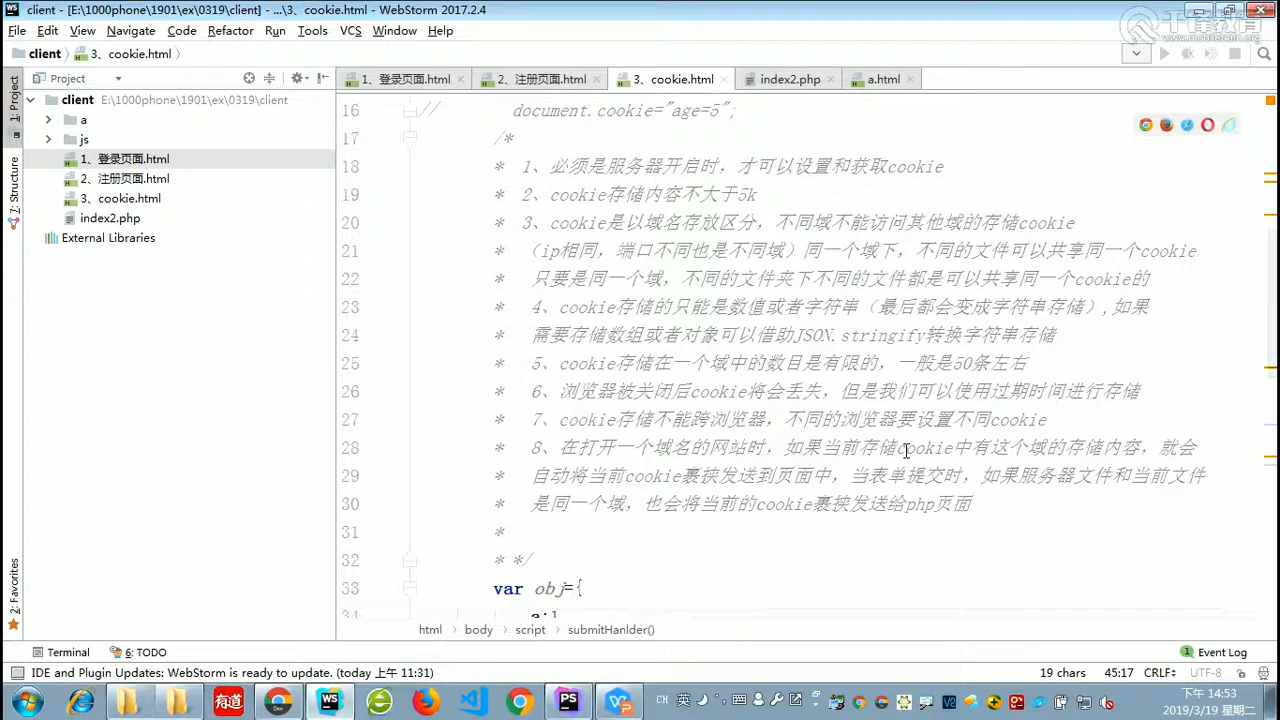 client - [E:\1000phone\1901\ex\0319\client] - ...\3、cookie.html - WebStorm 2017.2.4
千锋教育
www.mobiletrain.org
File Edit View Navigate Code Refactor Run Tools VCS Window Help
client 3、cookie.html
Project
1、登录页面.html 2、注册页面.html 3、cookie.html index2.php a.html
1: Project
7: Structure
2: Favorites
client E:\1000phone\1901\ex\0319\client
a
js
1、登录页面.html
2、注册页面.html
3、cookie.html
index2.php
External Libraries
16 // document.cookie="age=5";
17 /*
18 * 1、必须是服务器开启时，才可以设置和获取cookie
19 * 2、cookie存储内容不大于5k
20 * 3、cookie是以域名存放区分，不同域不能访问其他域的存储cookie
21 * （ip相同，端口不同也是不同域）同一个域下，不同的文件可以共享同一个cookie
22 * 只要是同一个域，不同的文件夹下不同的文件都是可以共享同一个cookie的
23 * 4、cookie存储的只能是数值或者字符串（最后都会变成字符串存储）,如果
24 * 需要存储数组或者对象可以借助JSON.stringify转换字符串存储
25 * 5、cookie存储在一个域中的数目是有限的，一般是50条左右
26 * 6、浏览器被关闭后cookie将会丢失，但是我们可以使用过期时间进行存储
27 * 7、cookie存储不能跨浏览器，不同的浏览器要设置不同cookie
28 * 8、在打开一个域名的网站时，如果当前存储cookie中有这个域的存储内容，就会
29 * 自动将当前cookie裹挟发送到页面中，当表单提交时，如果服务器文件和当前文件
30 * 是同一个域，也会将当前的cookie裹挟发送给php页面
31 *
32 * */
33 var obj={
34 a:1
html body script submitHanlder()
Terminal 6: TODO 1 Event Log
IDE and Plugin Updates: WebStorm is ready to update. (today 上午 11:31) 19 chars 45:17 CRLF UTF-8
有道 Dev WS PS CH 英
下午 14:53
2019/3/19 星期二